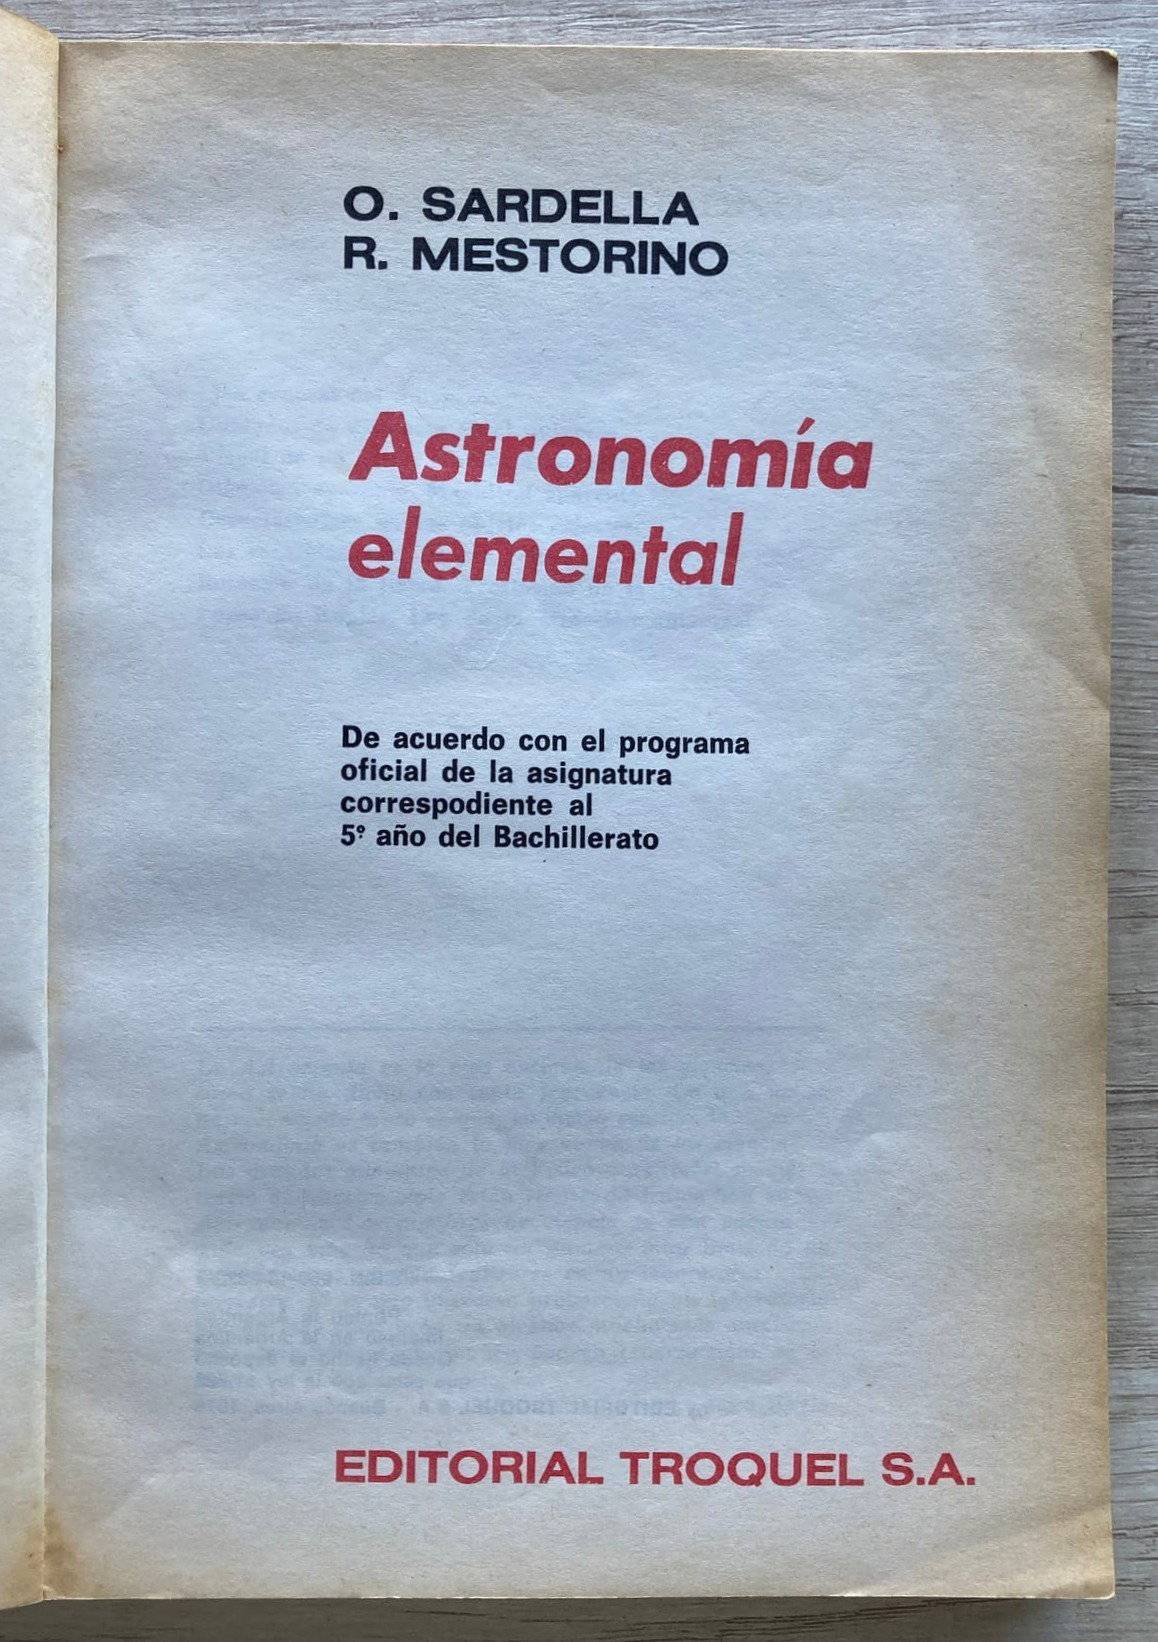 O. SARDELLA
R. MESTORINO
Astronomía
elemental
De acuerdo con el programa
oficial de la asignatura
correspodiente al
5º año del Bachillerato
EDITORIAL TROQUEL S.A.